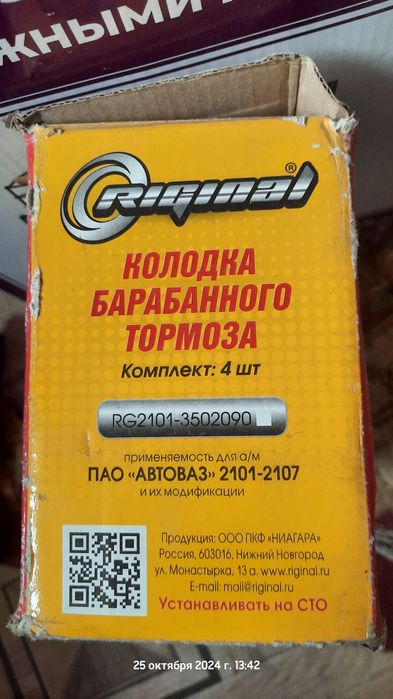 ЖНЫМИ
RIGINAL®
КОЛОДКА
БАРАБАННОГО
ТОРМОЗА
Комплект: 4 шт
RG2101-3502090
применяемость для а/м
ПАО «АВТОВАЗ» 2101-2107
и их модификации
Продукция: ООО ПКФ «НИАГАРА»
Россия, 603016, Нижний Новгород
ул. Монастырка, 13 а. www.riginal.ru
E-mail: mail@riginal.ru
Устанавливать на СТО
25 октября 2024 г. 13:42